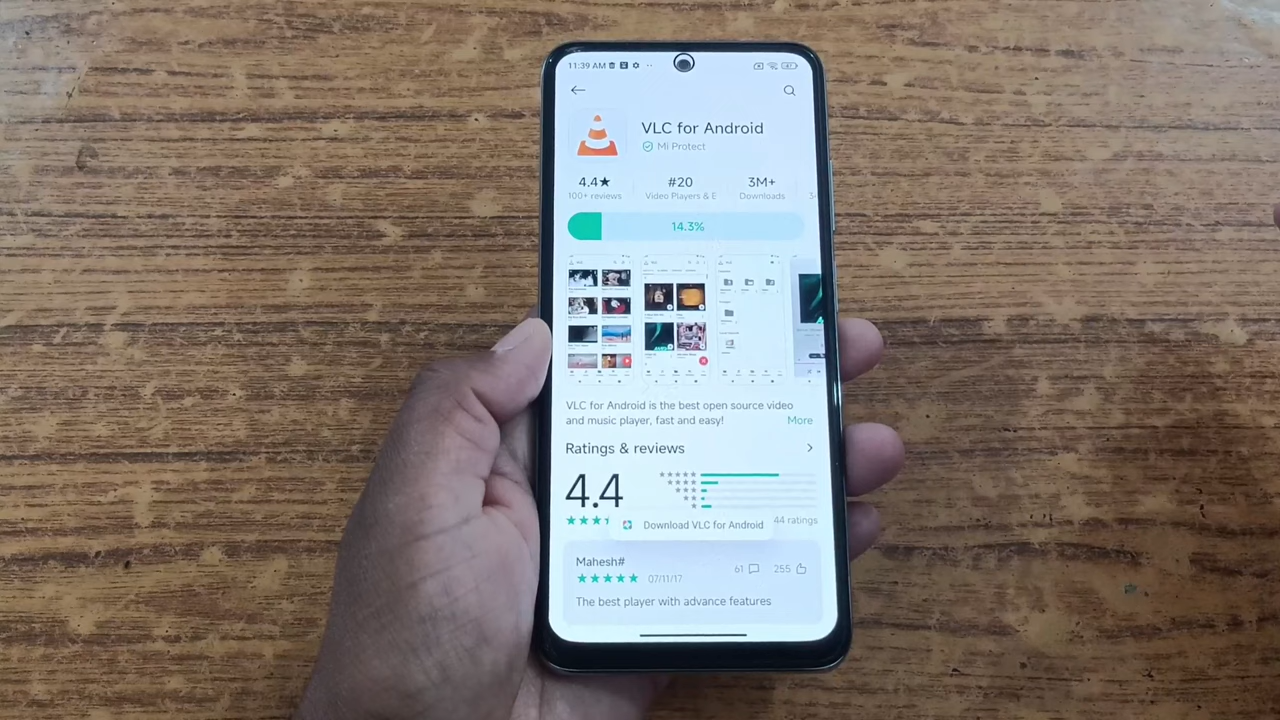 11:39 AM
VLC for Android
Mi Protect
4.4★ #20 3M+
100+ reviews Video Players & E Downloads
14.3%
VLC for Android is the best open source video
and music player, fast and easy! More
Ratings & reviews
4.4
Download VLC for Android 44 ratings
Mahesh# 61 255
07/11/17
The best player with advance features